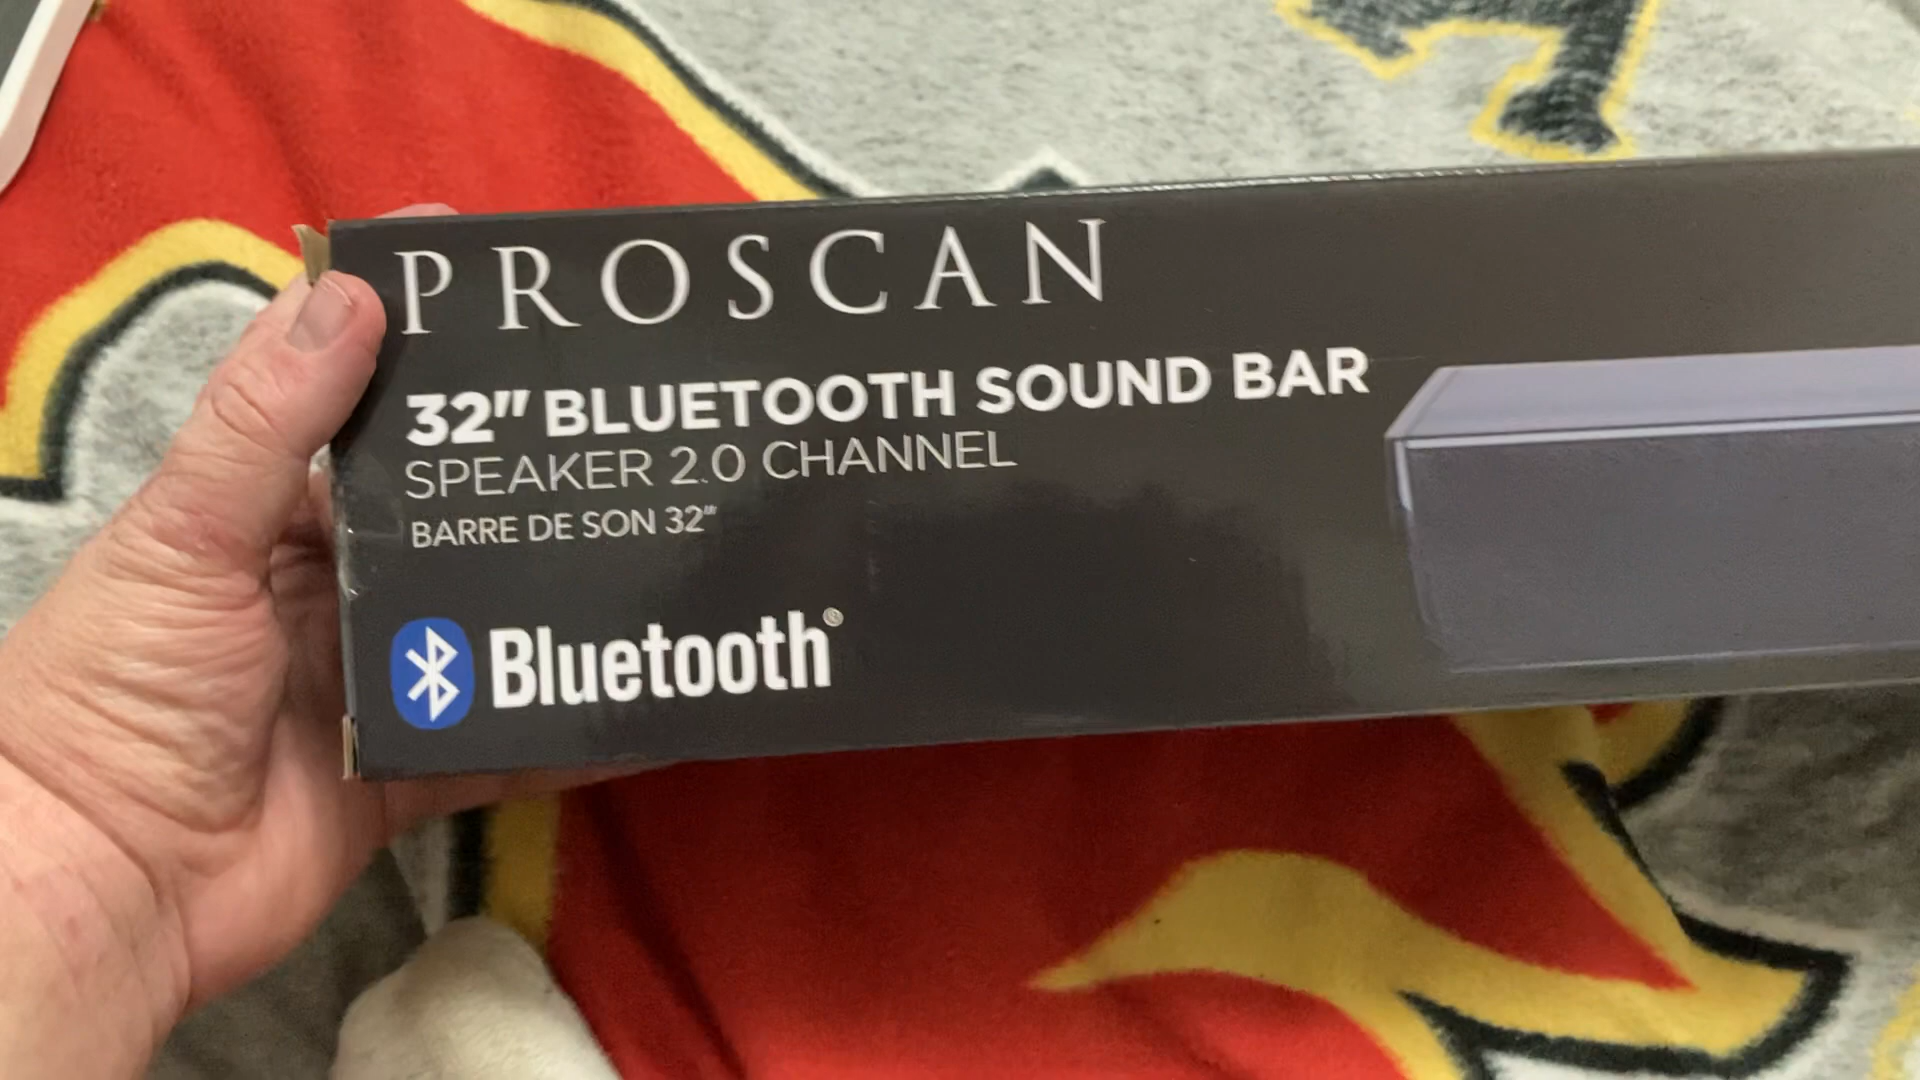 PROSCAN
32" BLUETOOTH SOUND BAR
SPEAKER 2.0 CHANNEL
BARRE DE SON 32"
Bluetooth®